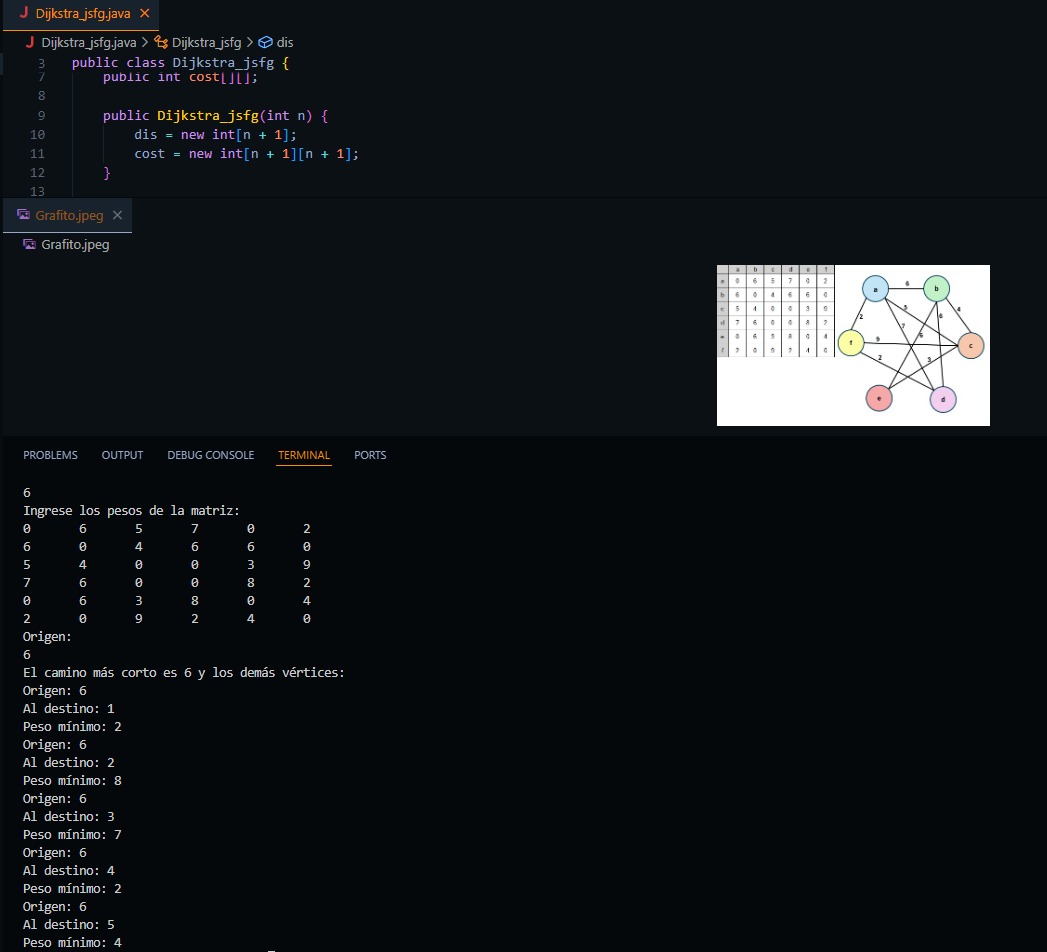 Dijkstra_jsfg.java
Dijkstra_jsfg.java > Dijkstra_jsfg > dis
3 public class Dijkstra_jsfg {
7 public int cost[][];
8
9 public Dijkstra_jsfg(int n) {
10 dis = new int[n + 1];
11 cost = new int[n + 1][n + 1];
12 }
13
Grafito.jpeg
Grafito.jpeg
a b c d e f
a 0 6 5 7 0 2
b 6 0 4 6 6 0
c 5 4 0 0 3 9
d 7 6 0 0 8 2
e 0 6 3 8 0 4
f 2 0 9 2 4 0
a 6 b
5 4
2 7 6 6
f 9 c
2 3
e d
PROBLEMS OUTPUT DEBUG CONSOLE TERMINAL PORTS
6
Ingrese los pesos de la matriz:
0 6 5 7 0 2
6 0 4 6 6 0
5 4 0 0 3 9
7 6 0 0 8 2
0 6 3 8 0 4
2 0 9 2 4 0
Origen:
6
El camino más corto es 6 y los demás vértices:
Origen: 6
Al destino: 1
Peso mínimo: 2
Origen: 6
Al destino: 2
Peso mínimo: 8
Origen: 6
Al destino: 3
Peso mínimo: 7
Origen: 6
Al destino: 4
Peso mínimo: 2
Origen: 6
Al destino: 5
Peso mínimo: 4